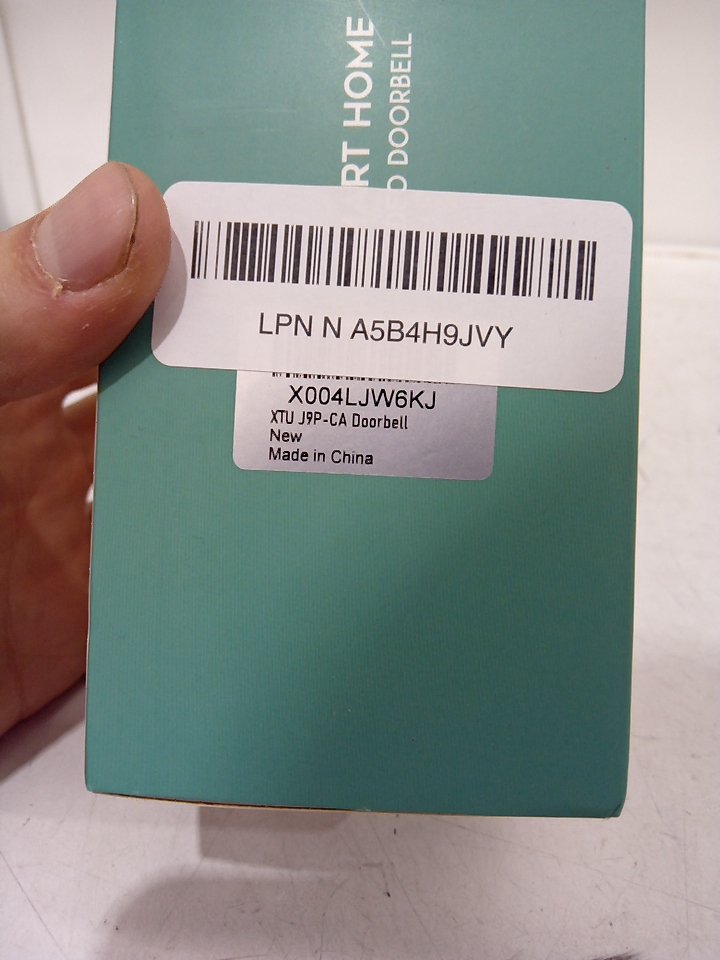 RT HOME
DOORBELL
LPN N A5B4H9JVY
X004LJW6KJ
XTU J9P-CA Doorbell
New
Made in China